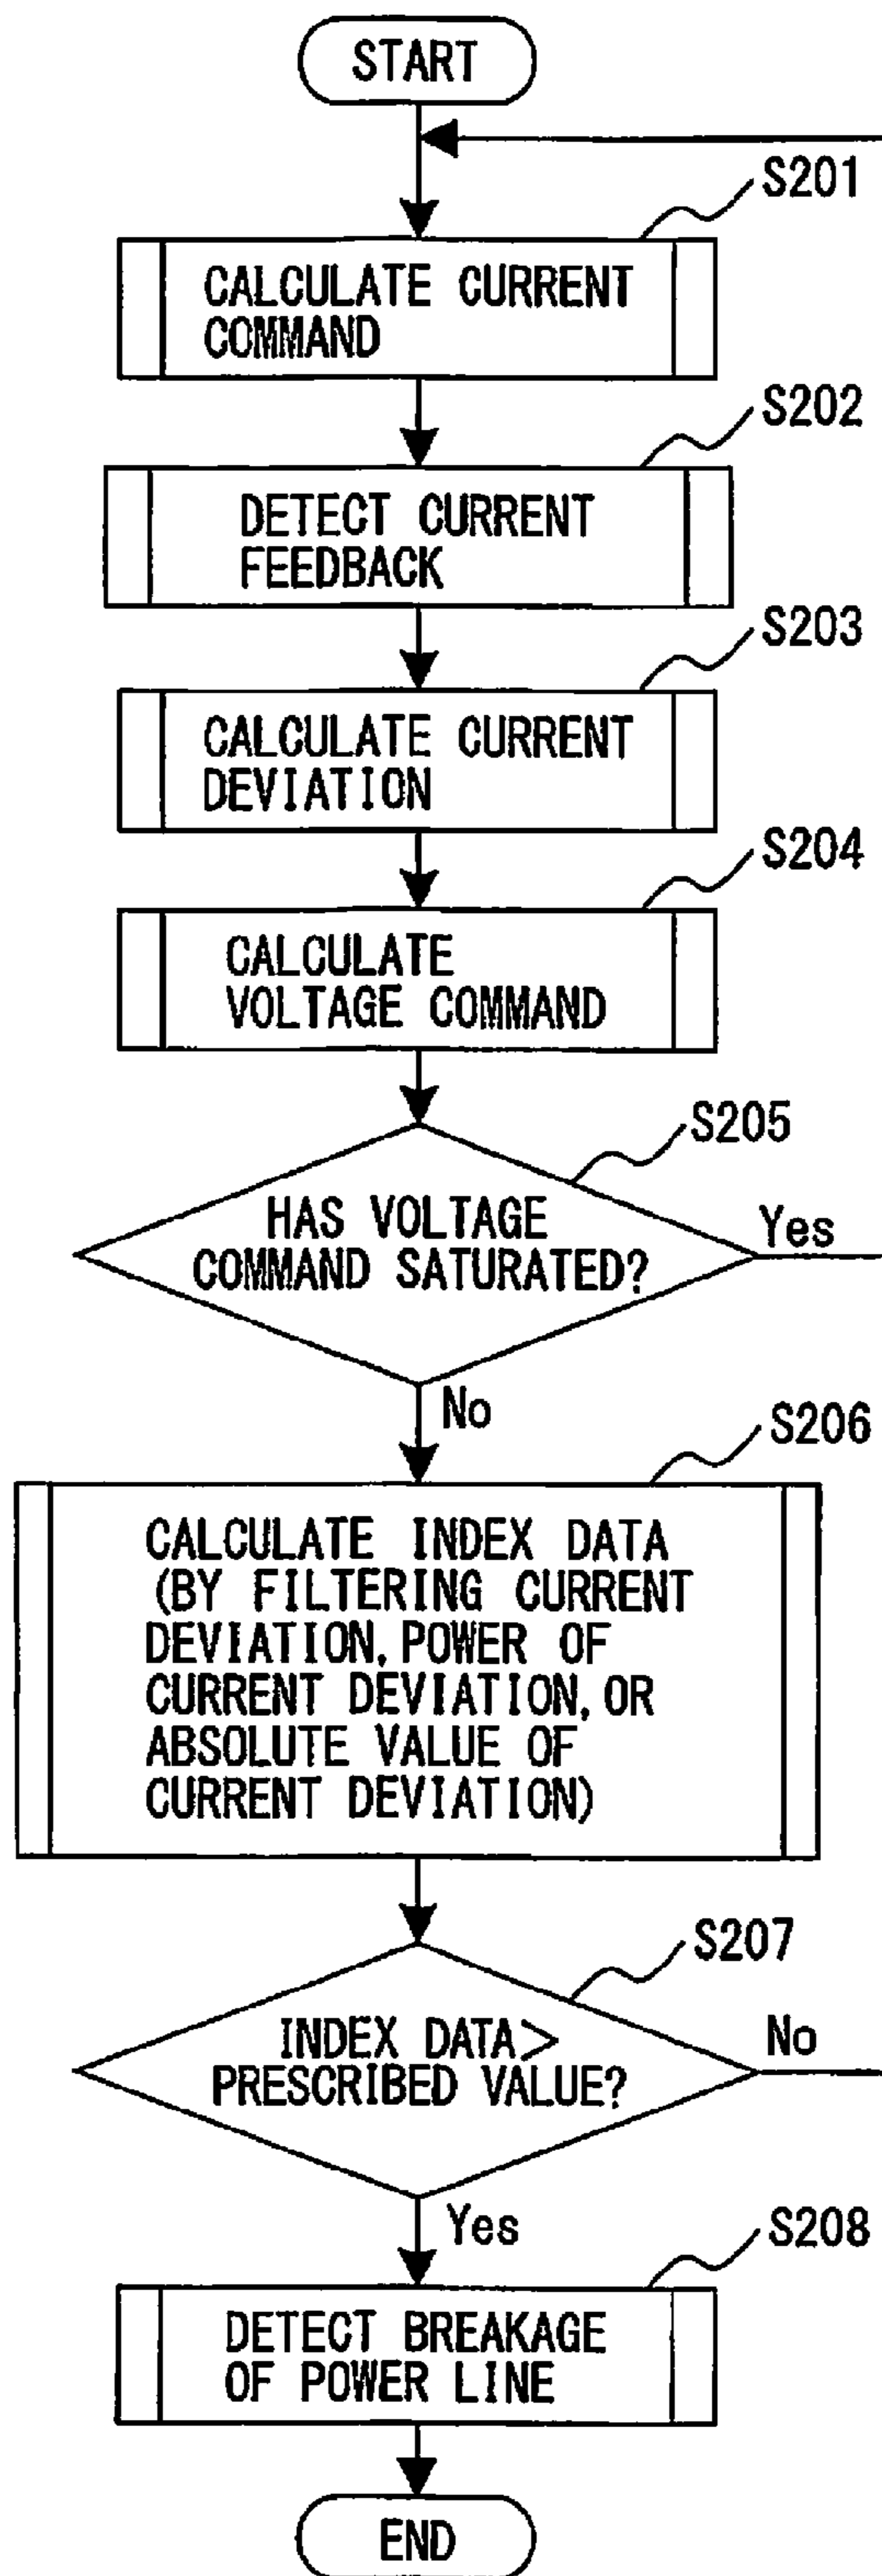 START
S201
CALCULATE CURRENT
COMMAND
S202
DETECT CURRENT
FEEDBACK
S203
CALCULATE CURRENT
DEVIATION
S204
CALCULATE
VOLTAGE COMMAND
S205
HAS VOLTAGE
COMMAND SATURATED?
Yes
No
S206
CALCULATE INDEX DATA
(BY FILTERING CURRENT
DEVIATION, POWER OF
CURRENT DEVIATION, OR
ABSOLUTE VALUE OF
CURRENT DEVIATION)
S207
INDEX DATA>
PRESCRIBED VALUE?
No
Yes
S208
DETECT BREAKAGE
OF POWER LINE
END